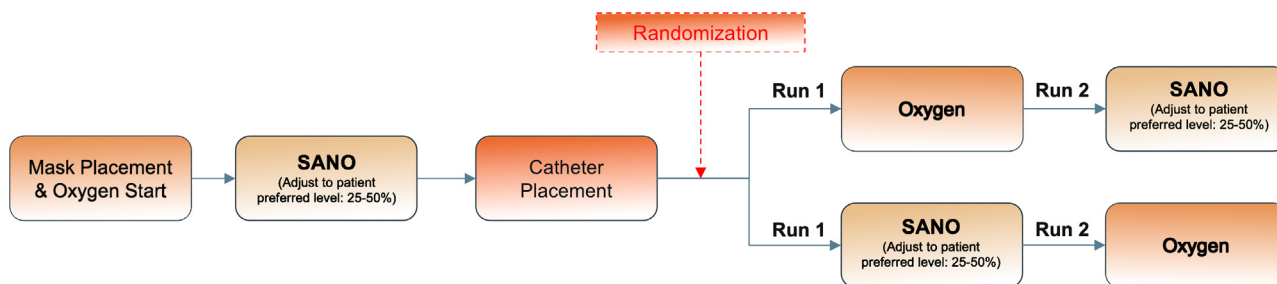 Randomization
Mask Placement
& Oxygen Start
SANO
(Adjust to patient
preferred level: 25-50%)
Catheter
Placement
Run 1
Oxygen
Run 2
SANO
(Adjust to patient
preferred level: 25-50%)
Run 1
SANO
(Adjust to patient
preferred level: 25-50%)
Run 2
Oxygen